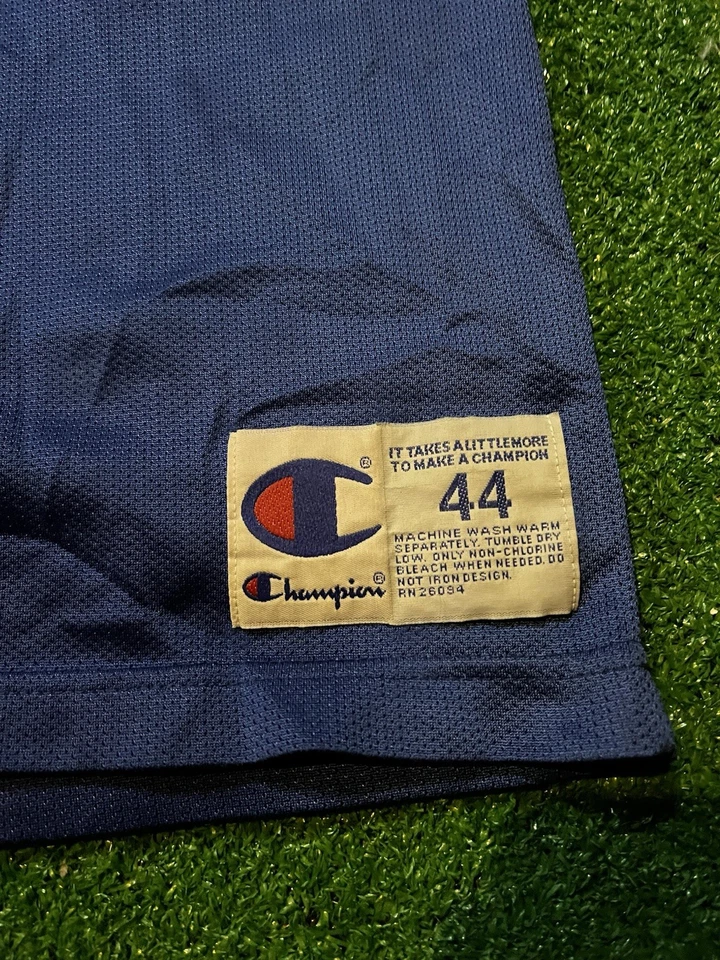 ®
IT TAKES A LITTLE MORE
TO MAKE A CHAMPION
44
MACHINE WASH WARM
SEPARATELY. TUMBLE DRY
LOW. ONLY NON-CHLORINE
BLEACH WHEN NEEDED. DO
NOT IRON DESIGN.
RN 26094
Champion®